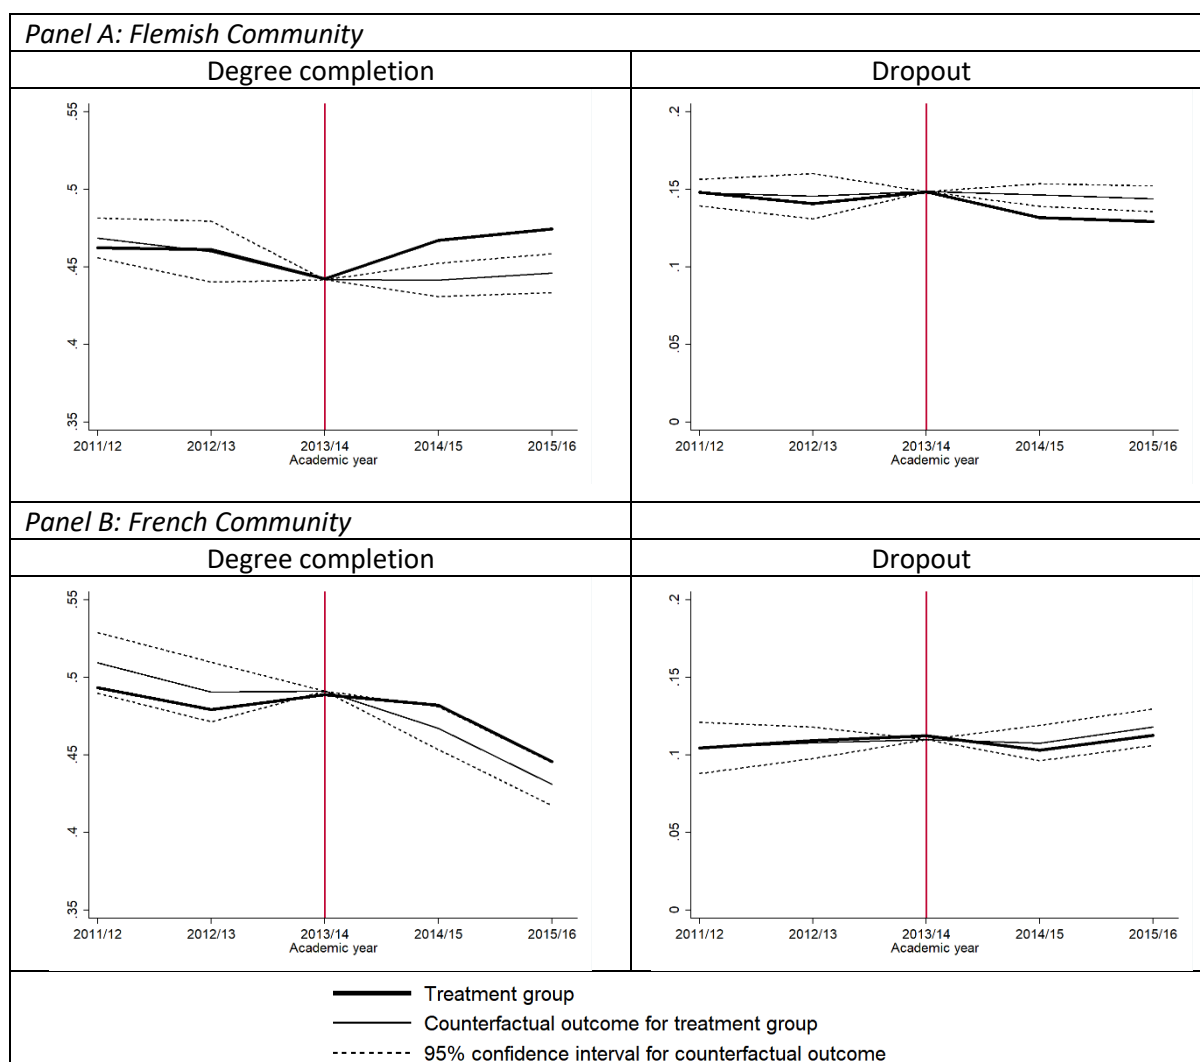 Panel A: Flemish Community
Degree completion
Dropout
.55
.5
.45
.4
.35
2011/12 2012/13 2013/14 2014/15 2015/16
Academic year
.2
.15
.1
.05
0
2011/12 2012/13 2013/14 2014/15 2015/16
Academic year
Panel B: French Community
Degree completion
Dropout
.55
.5
.45
.4
.35
2011/12 2012/13 2013/14 2014/15 2015/16
Academic year
.2
.15
.1
.05
0
2011/12 2012/13 2013/14 2014/15 2015/16
Academic year
Treatment group
Counterfactual outcome for treatment group
95% confidence interval for counterfactual outcome